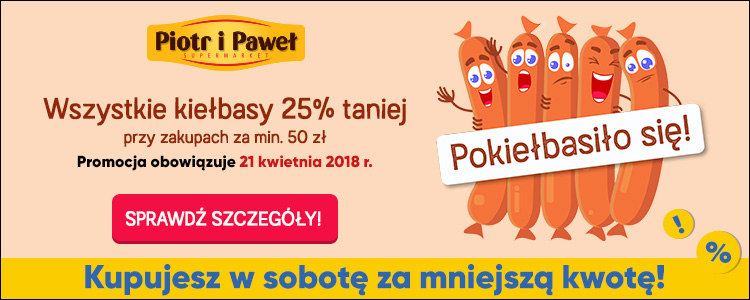 Piotr i Paweł
SUPERMARKET
Wszystkie kiełbasy 25% taniej
przy zakupach za min. 50 zł
Promocja obowiązuje 21 kwietnia 2018 r.
SPRAWDŹ SZCZEGÓŁY!
Pokiełbasiło się!
!
%
Kupujesz w sobotę za mniejszą kwotę!